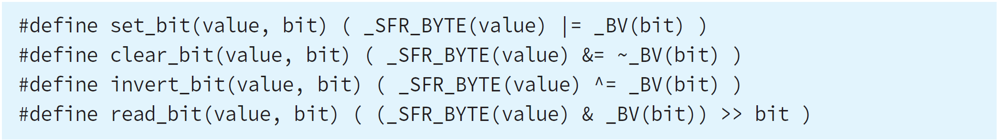 #define set_bit(value, bit) ( _SFR_BYTE(value) |= _BV(bit) )
#define clear_bit(value, bit) ( _SFR_BYTE(value) &= ~_BV(bit) )
#define invert_bit(value, bit) ( _SFR_BYTE(value) ^= _BV(bit) )
#define read_bit(value, bit) ( (_SFR_BYTE(value) & _BV(bit)) >> bit )